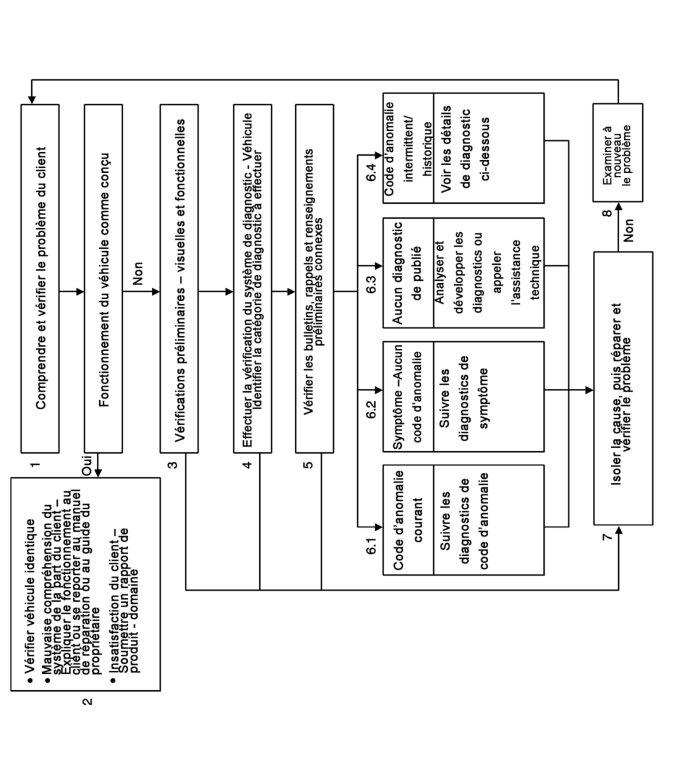 1
Comprendre et vérifier le problème du client
Fonctionnement du véhicule comme conçu
Oui
Non
2
• Vérifier véhicule identique
• Mauvaise compréhension du
système de la part du client –
Expliquer le fonctionnement au
client ou se reporter au manuel
de réparation ou au guide du
propriétaire
• Insatisfaction du client –
Soumettre un rapport de
produit - domaine
3
Vérifications préliminaires – visuelles et fonctionnelles
4
Effectuer la vérification du système de diagnostic - Véhicule
Identifier la catégorie de diagnostic à effectuer
5
Vérifier les bulletins, rappels et renseignements
préliminaires connexes
6.1
Code d'anomalie
courant
Suivre les
diagnostics de
code d'anomalie
6.2
Symptôme –Aucun
code d'anomalie
Suivre les
diagnostics de
symptôme
6.3
Aucun diagnostic
de publié
Analyser et
développer les
diagnostics ou
appeler
l'assistance
technique
6.4
Code d'anomalie
intermittent/
historique
Voir les détails
de diagnostic
ci-dessous
7
Isoler la cause, puis réparer et
vérifier le problème
Non
8
Examiner à
nouveau
le problème